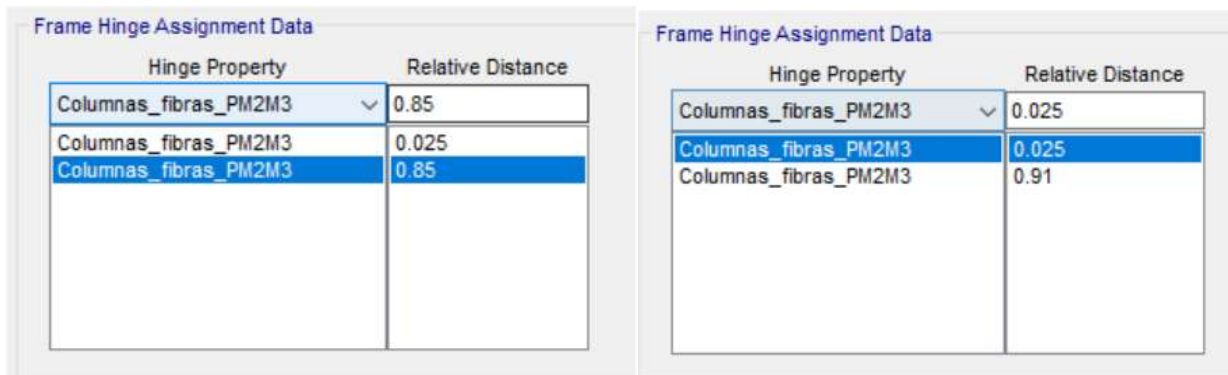 Frame Hinge Assignment Data
Hinge Property Relative Distance
Columnas_fibras_PM2M3 0.85
Columnas_fibras_PM2M3 0.025
Columnas_fibras_PM2M3 0.85
Frame Hinge Assignment Data
Hinge Property Relative Distance
Columnas_fibras_PM2M3 0.025
Columnas_fibras_PM2M3 0.025
Columnas_fibras_PM2M3 0.91